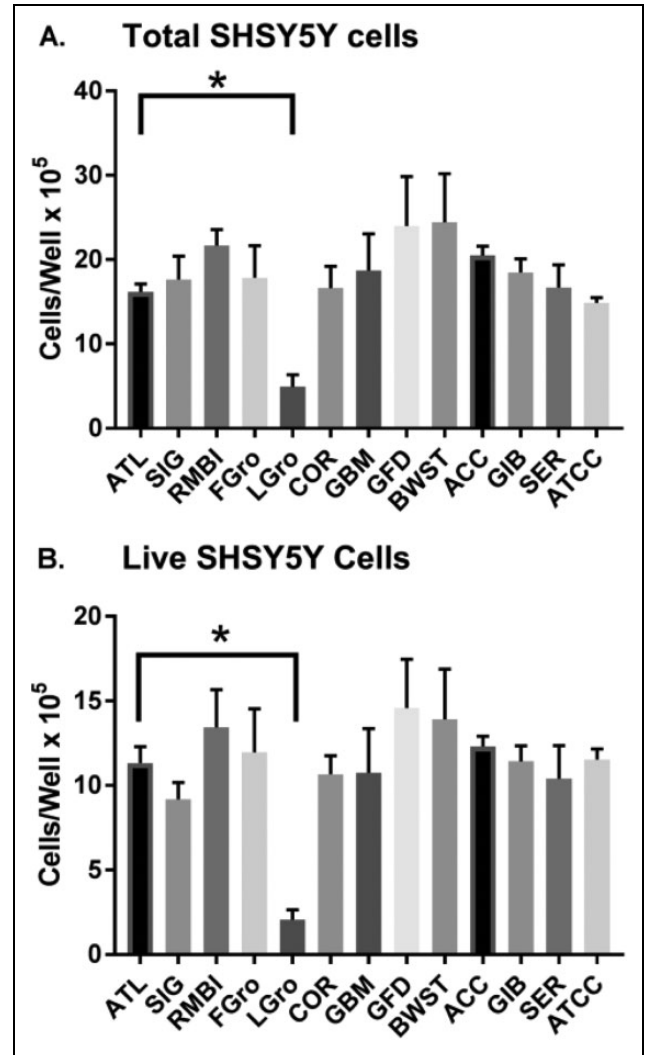 A. Total SHSY5Y cells
*
Cells/Well x 10⁵
40
30
20
10
0
ATL SIG RMBI FGro LGro COR GBM GFD BWST ACC GIB SER ATCC
B. Live SHSY5Y Cells
*
Cells/Well x 10⁵
20
15
10
5
0
ATL SIG RMBI FGro LGro COR GBM GFD BWST ACC GIB SER ATCC